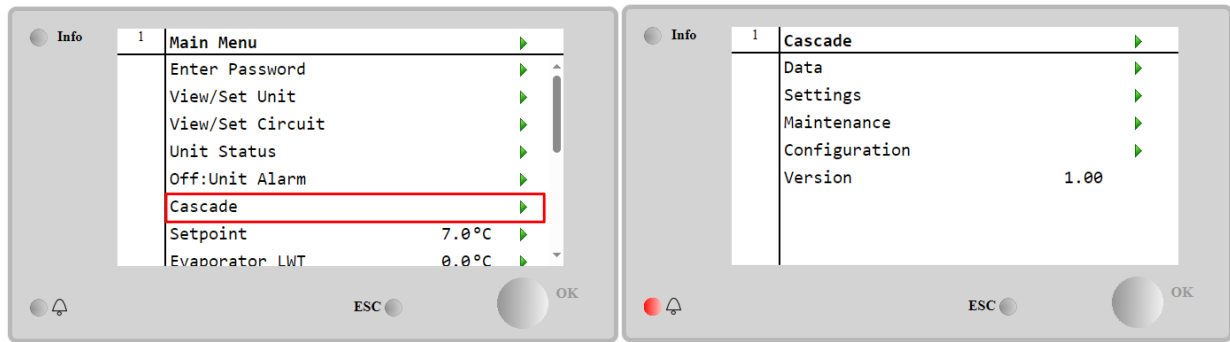 Info
1 Main Menu
Enter Password
View/Set Unit
View/Set Circuit
Unit Status
Off:Unit Alarm
Cascade
Setpoint 7.0°C
Evaporator LWT 0.0°C
ESC
OK
Info
1 Cascade
Data
Settings
Maintenance
Configuration
Version 1.00
ESC
OK